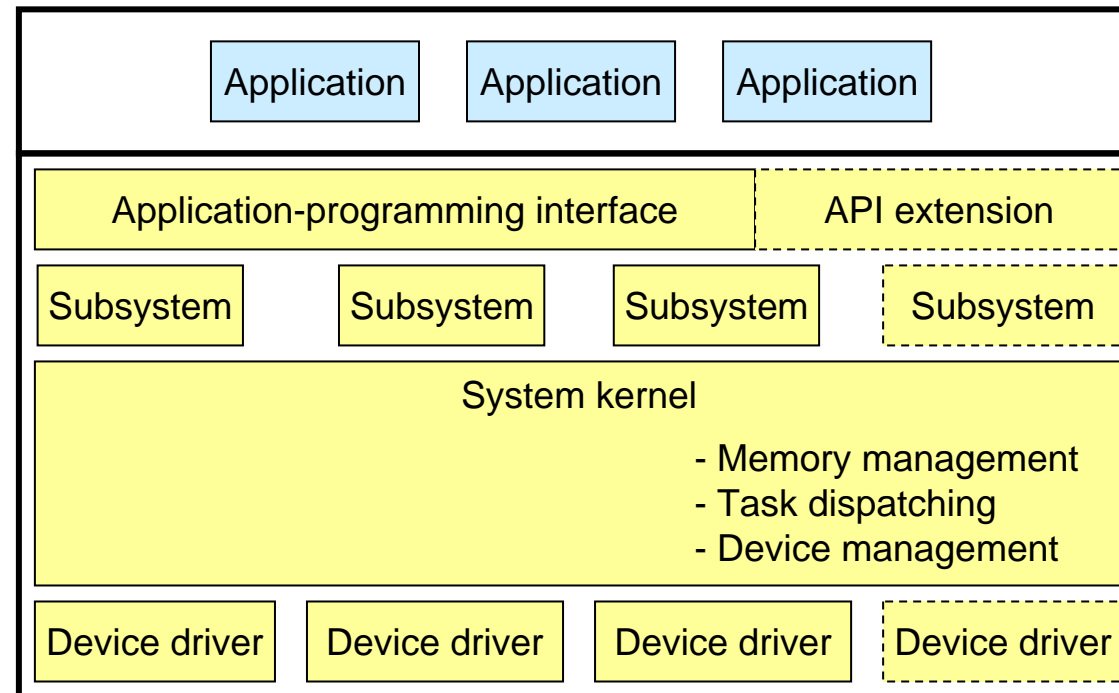 Application Application Application
Application-programming interface API extension
Subsystem Subsystem Subsystem Subsystem
System kernel
- Memory management
- Task dispatching
- Device management
Device driver Device driver Device driver Device driver